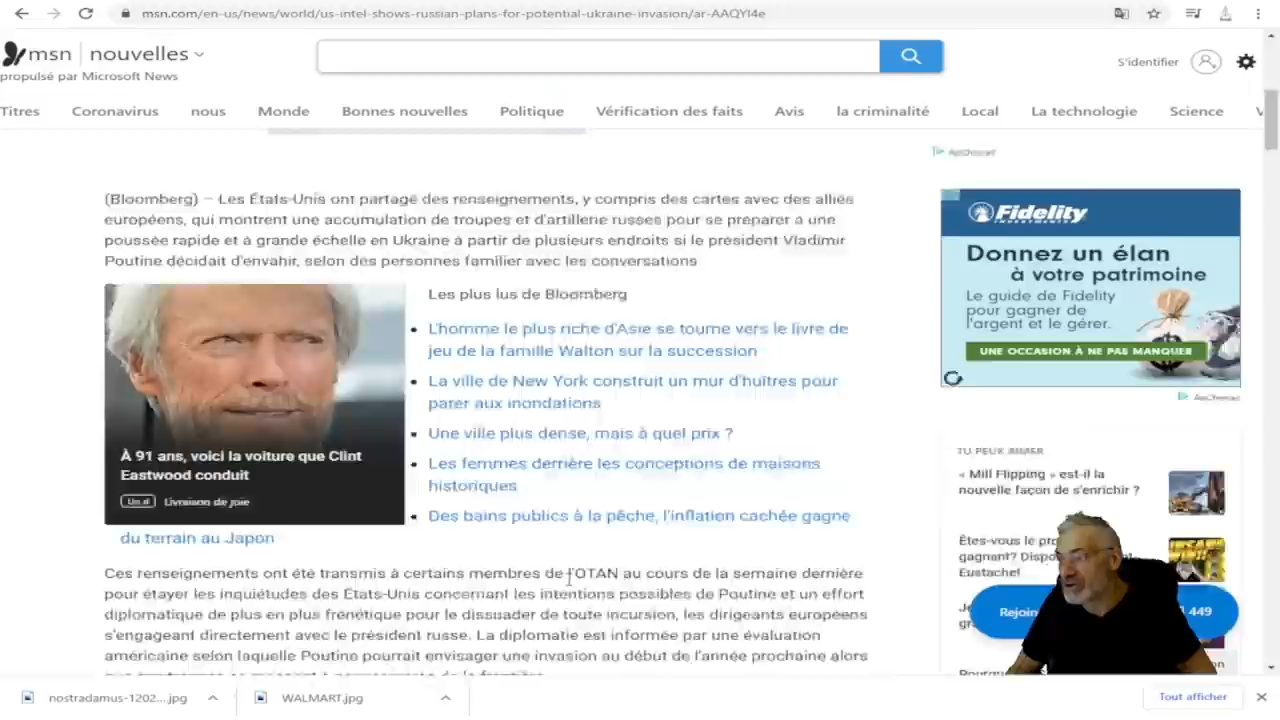 msn.com/en-us/news/world/us-intel-shows-russian-plans-for-potential-ukraine-invasion/ar-AAQYI4e
msn | nouvelles
propulsé par Microsoft News
S'identifier
Titres Coronavirus nous Monde Bonnes nouvelles Politique Vérification des faits Avis la criminalité Local La technologie Science
(Bloomberg) – Les États-Unis ont partagé des renseignements, y compris des cartes avec des alliés
européens, qui montrent une accumulation de troupes et d'artillerie russes pour se préparer à une
poussée rapide et à grande échelle en Ukraine à partir de plusieurs endroits si le président Vladimir
Poutine décidait d'envahir, selon des personnes familier avec les conversations
Les plus lus de Bloomberg
L'homme le plus riche d'Asie se tourne vers le livre de
jeu de la famille Walton sur la succession
La ville de New York construit un mur d'huîtres pour
parer aux inondations
Une ville plus dense, mais à quel prix ?
Les femmes derrière les conceptions de maisons
historiques
Des bains publics à la pêche, l'inflation cachée gagne
du terrain au Japon
À 91 ans, voici la voiture que Clint
Eastwood conduit
Livraison de joie
Ces renseignements ont été transmis à certains membres de l'OTAN au cours de la semaine dernière
pour étayer les inquiétudes des États-Unis concernant les intentions possibles de Poutine et un effort
diplomatique de plus en plus frénétique pour le dissuader de toute incursion, les dirigeants européens
s'engageant directement avec le président russe. La diplomatie est informée par une évaluation
américaine selon laquelle Poutine pourrait envisager une invasion au début de l'année prochaine alors
Fidelity
INVESTMENTS
Donnez un élan
à votre patrimoine
Le guide de Fidelity
pour gagner de
l'argent et le gérer.
UNE OCCASION À NE PAS MANQUER
TU PEUX AIMER
« Mill Flipping » est-il la
nouvelle façon de s'enrichir ?
Êtes-vous le
gagnant?
Eustache!
449
nostradamus-1202....jpg
WALMART.jpg
Tout afficher